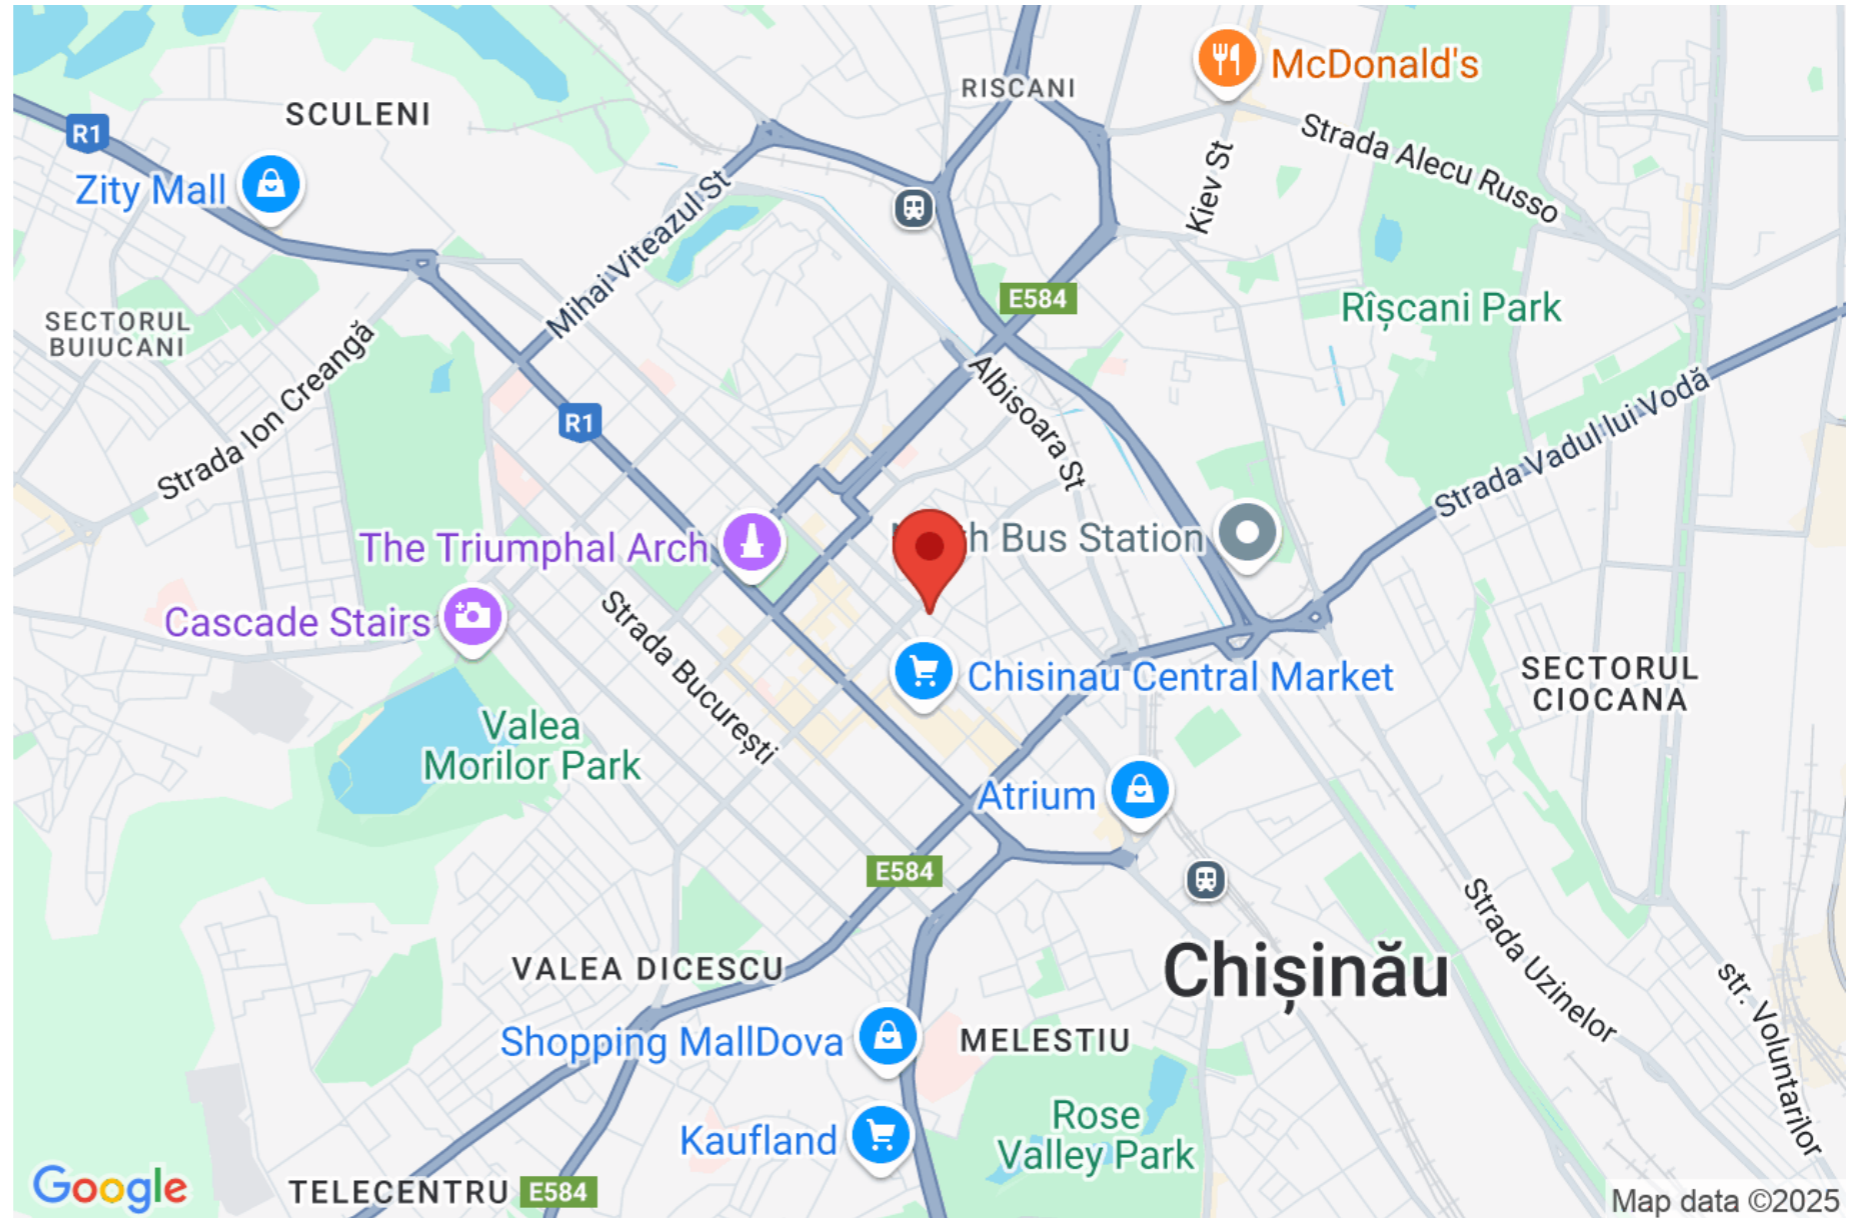 RISCANI
McDonald's
SCULENI
R1
Strada Alecu Russo
Zity Mall
Kiev St
Mihai Viteazul St
E584
Rîșcani Park
SECTORUL
BUIUCANI
Strada Ion Creangă
Albisoara St
R1
Strada Vadul lui Vodă
The Triumphal Arch
Bus Station
Cascade Stairs
Strada București
Chisinau Central Market
SECTORUL
CIOCANA
Valea
Morilor Park
Atrium
E584
Strada Uzinelor
VALEA DICESCU
Chișinău
str. Voluntarilor
Shopping MallDova
MELESTIU
Rose
Valley Park
Kaufland
Google
TELECENTRU
E584
Map data ©2025